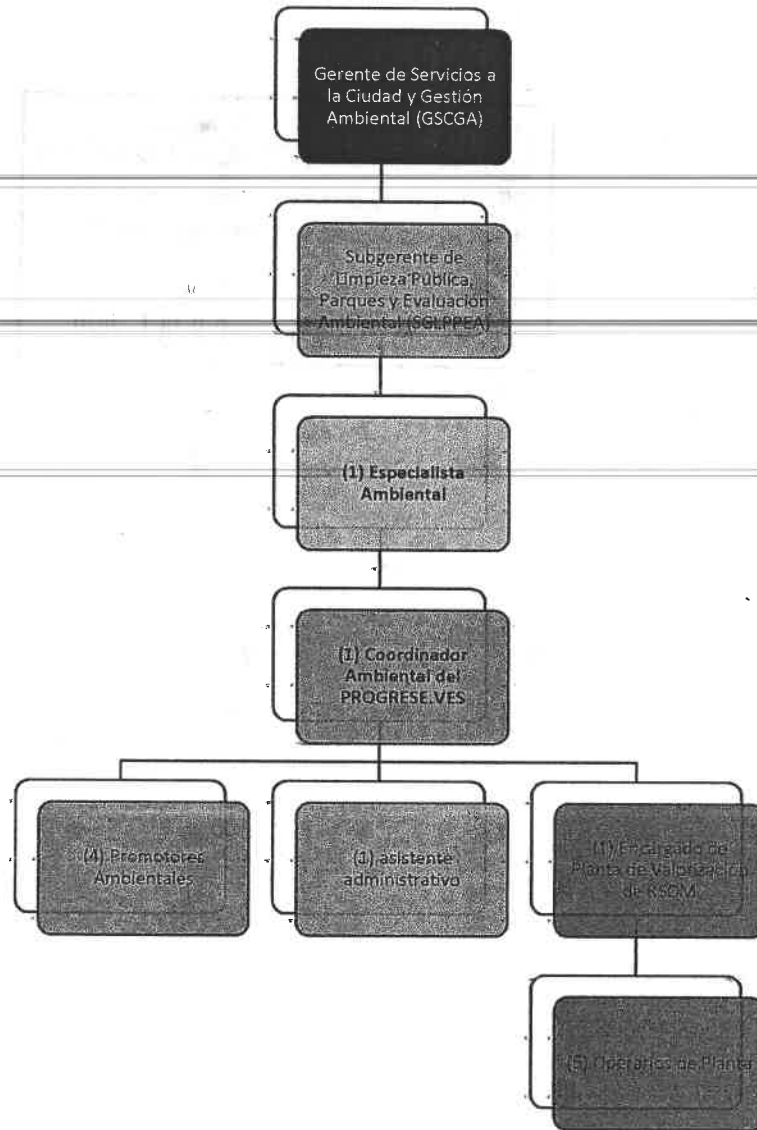 Gerente de Servicios a
la Ciudad y Gestión
Ambiental (GSCGA)
Subgerente de
Limpieza Pública,
Parques y Evaluación
Ambiental (SGLPPEA)
(1) Especialista
Ambiental
(1) Coordinador
Ambiental del
PROGRESE.VES
(4) Promotores
Ambientales
(1) asistente
administrativo
(1) Encargado de
Planta de Valorización
de RSOM
(5) Operarios de Planta